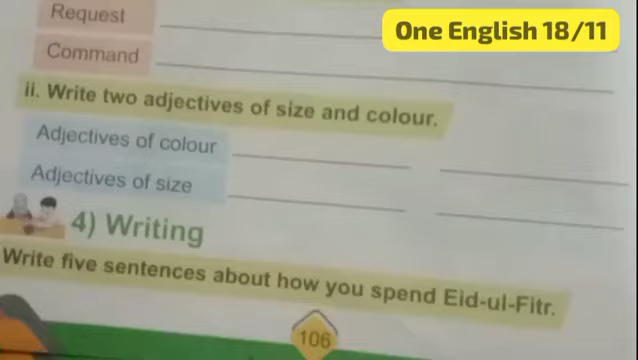 Request
One English 18/11
Command
ii. Write two adjectives of size and colour.
Adjectives of colour
Adjectives of size
4) Writing
Write five sentences about how you spend Eid-ul-Fitr.
106